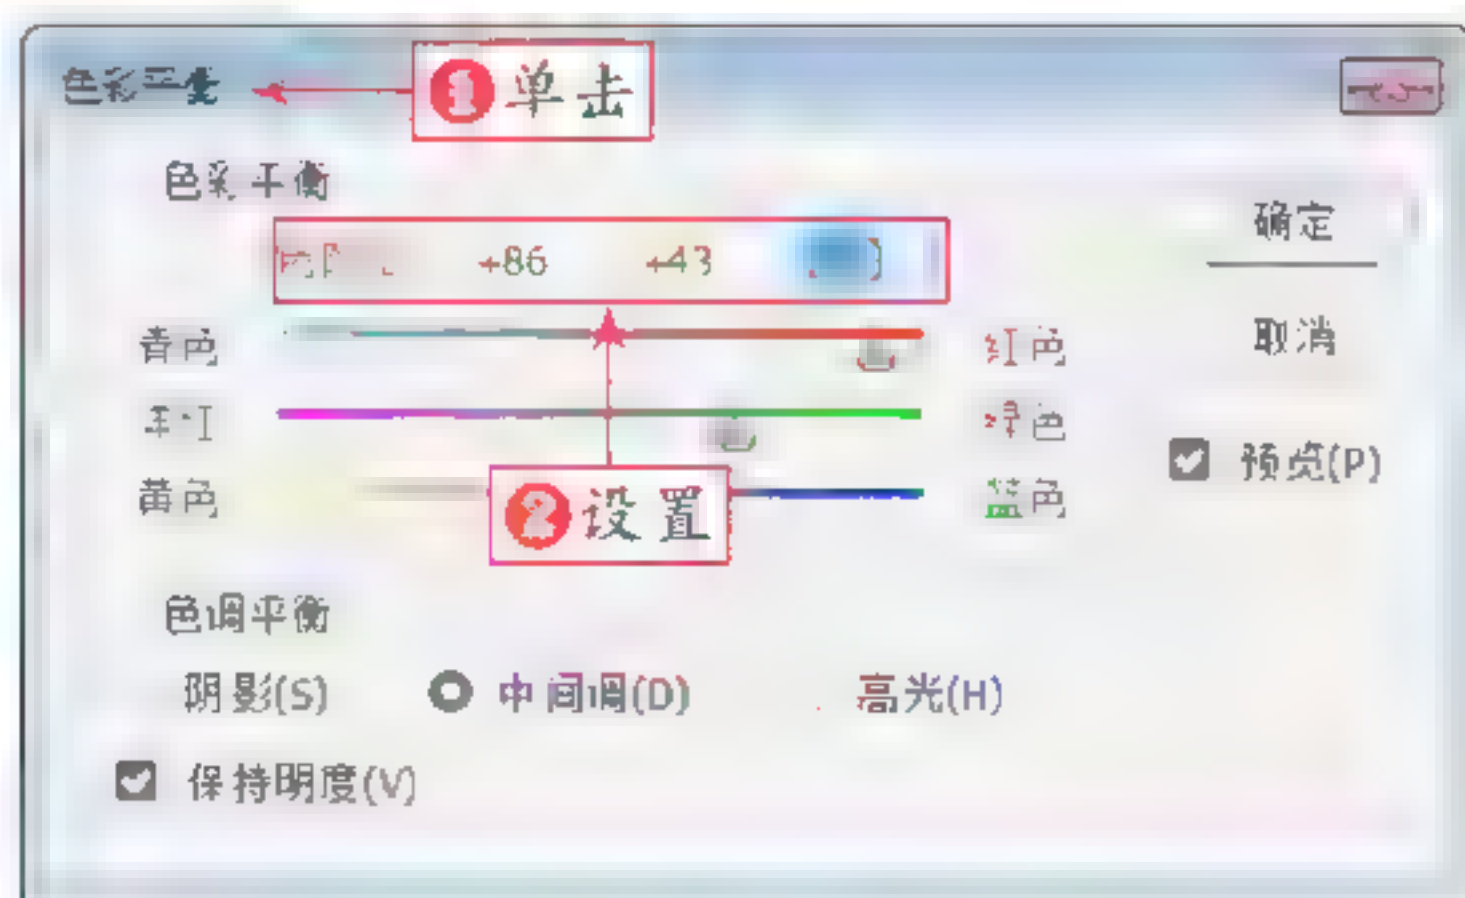 色彩平衡
❶单击
色彩平衡
确定
+86 +43
青色 红色
取消
绿色
预览(P)
黄色 蓝色
❷设置
色调平衡
阴影(S) 中间调(D) 高光(H)
保持明度(V)